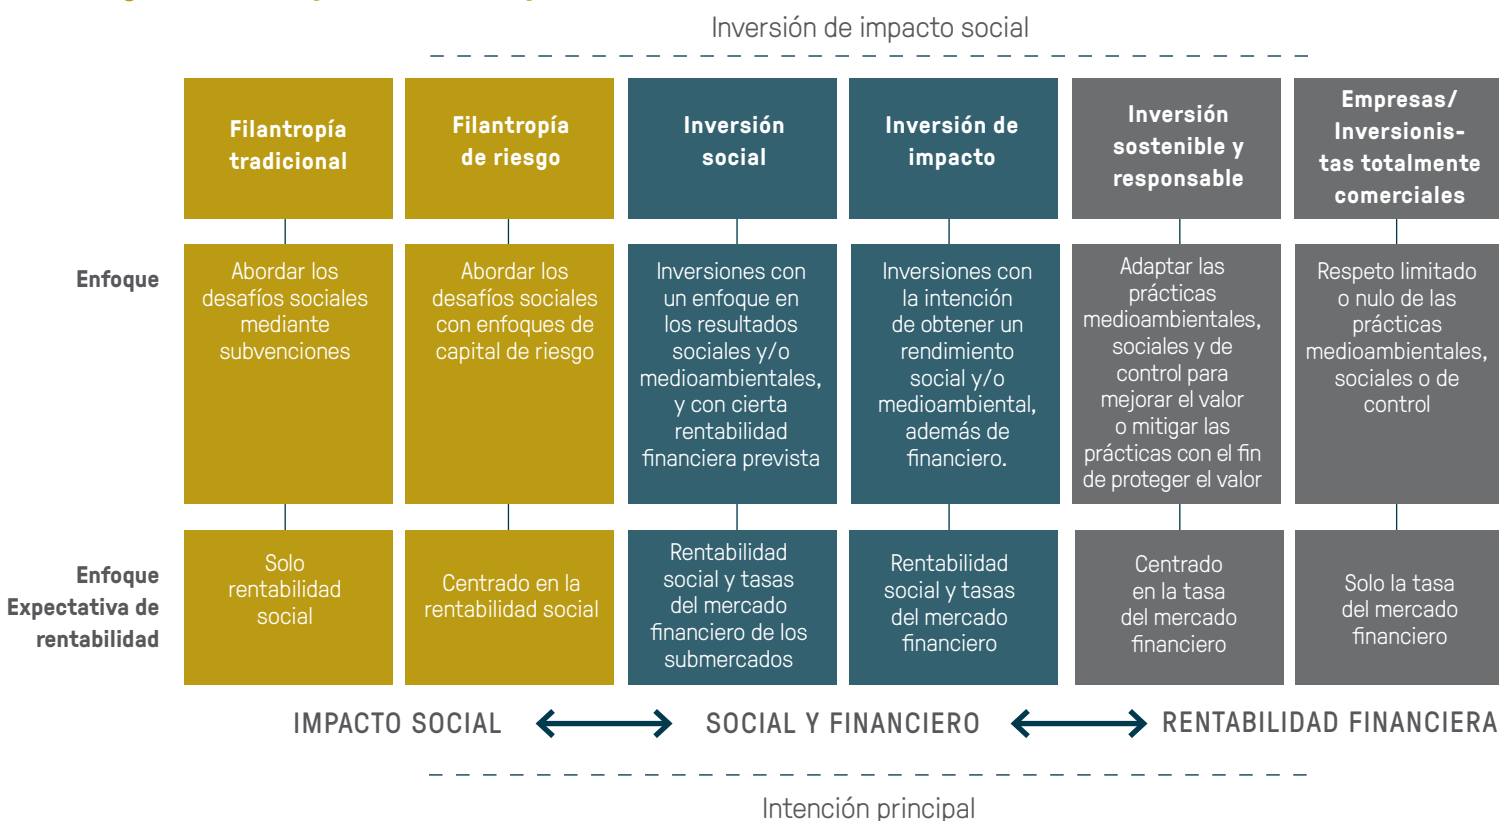 Inversión de impacto social
Filantropía
tradicional
Filantropía
de riesgo
Inversión
social
Inversión de
impacto
Inversión
sostenible y
responsable
Empresas/
Inversionis-
tas totalmente
comerciales
Enfoque
Abordar los
desafíos sociales
mediante
subvenciones
Abordar los
desafíos sociales
con enfoques de
capital de riesgo
Inversiones con
un enfoque en
los resultados
sociales y/o
medioambientales,
y con cierta
rentabilidad
financiera prevista
Inversiones con
la intención
de obtener un
rendimiento
social y/o
medioambiental,
además de
financiero.
Adaptar las
prácticas
medioambientales,
sociales y de
control para
mejorar el valor
o mitigar las
prácticas con el fin
de proteger el valor
Respeto limitado
o nulo de las
prácticas
medioambientales,
sociales o de
control
Enfoque
Expectativa de
rentabilidad
Solo
rentabilidad
social
Centrado en la
rentabilidad social
Rentabilidad
social y tasas
del mercado
financiero de los
submercados
Rentabilidad
social y tasas
del mercado
financiero
Centrado
en la tasa
del mercado
financiero
Solo la tasa
del mercado
financiero
IMPACTO SOCIAL
SOCIAL Y FINANCIERO
RENTABILIDAD FINANCIERA
Intención principal